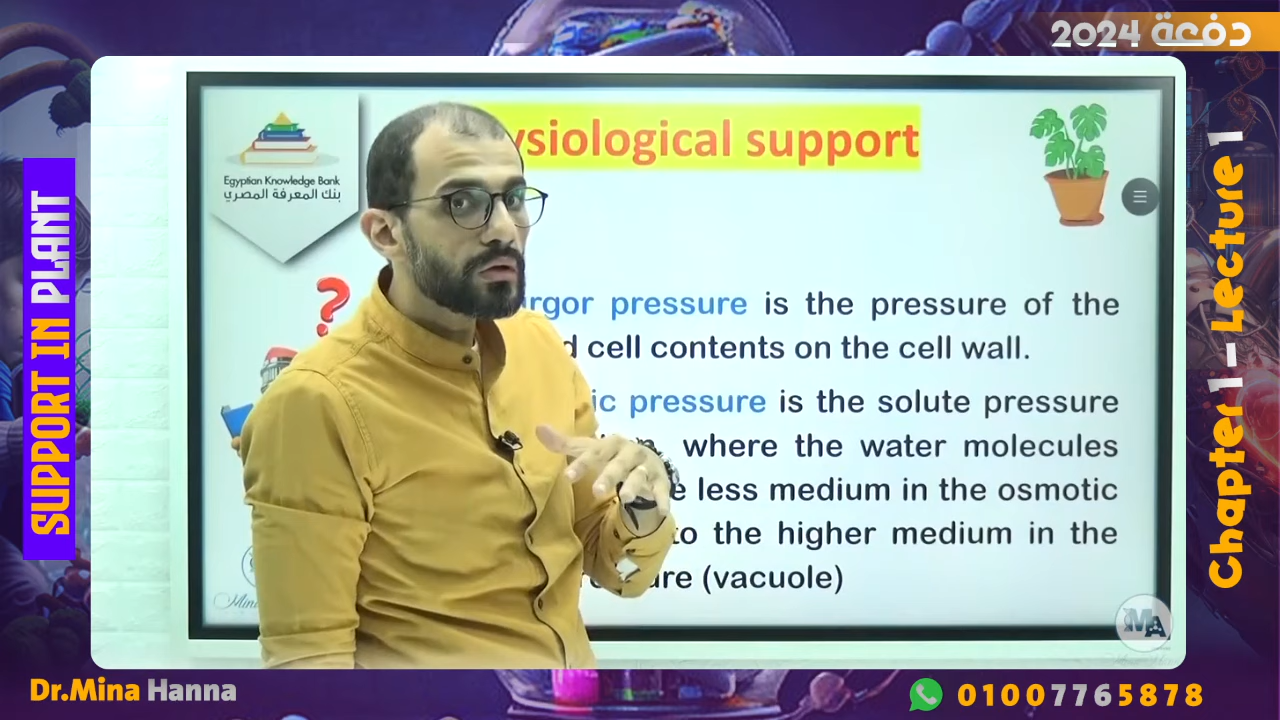 دفعة 2024
Egyptian Knowledge Bank
بنك المعرفة المصري
ysiological support
rgor pressure is the pressure of the
d cell contents on the cell wall.
ic pressure is the solute pressure
where the water molecules
e less medium in the osmotic
to the higher medium in the
ure (vacuole)
MA
SUPPORT IN PLANT
Chapter 1 - Lecture 1
Dr.Mina Hanna
01007765878